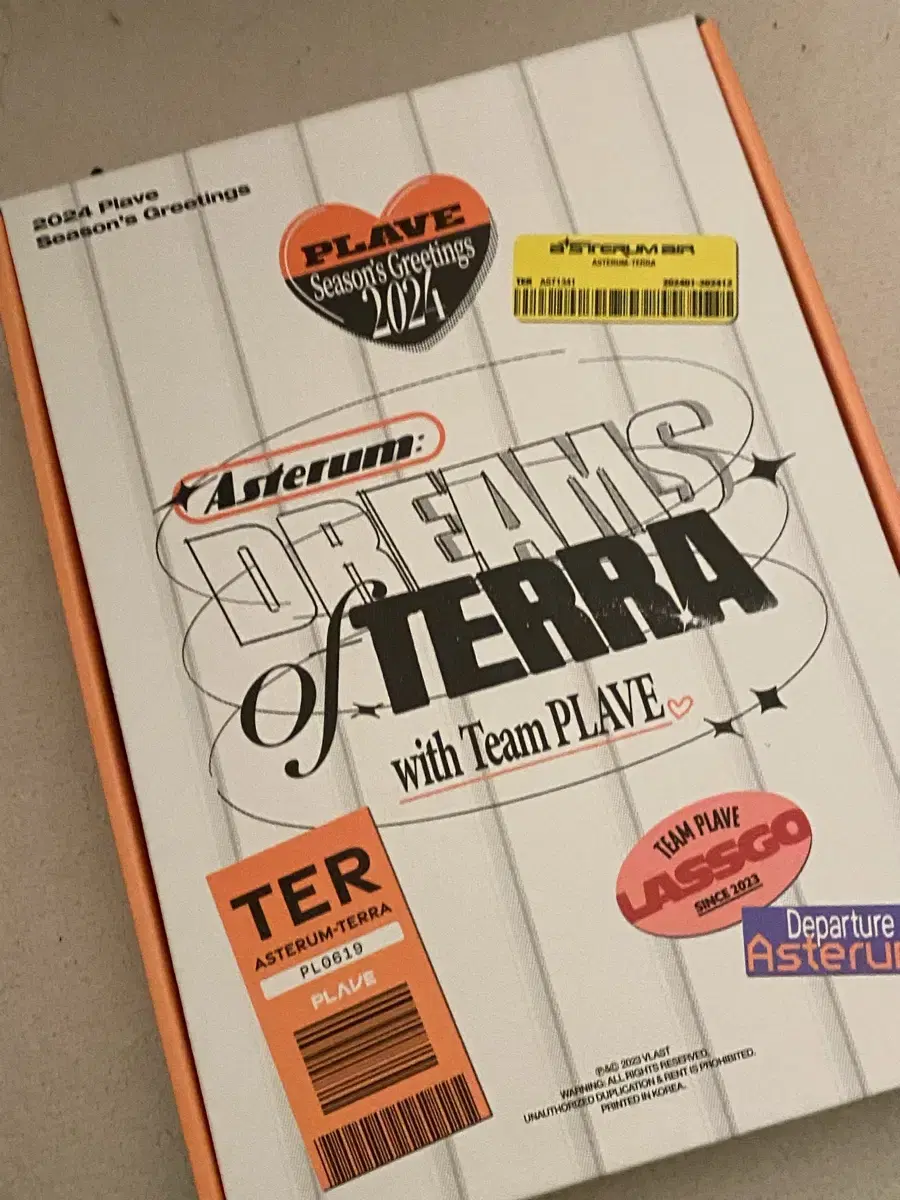 2024 Plave
Season's Greetings
PLAVE
Season's Greetings
2024
ASTERUM AIR
ASTERUM-TERRA
TER AST1341 202401-202412
Asterum:
DREAMS
of TERRA
with Team PLAVE
TER
ASTERUM-TERRA
PL0619
PLAVE
TEAM PLAVE
LASSGO
SINCE 2023
Departure
Asteru
℗&© 2023 VLAST
WARNING: ALL RIGHTS RESERVED.
UNAUTHORIZED DUPLICATION & RENT IS PROHIBITED.
PRINTED IN KOREA.